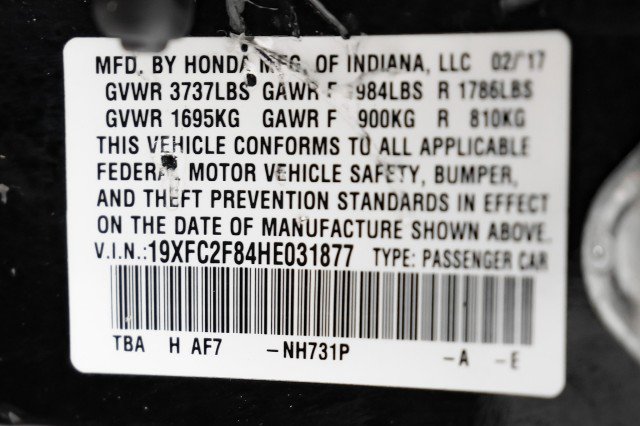 MFD. BY HONDA MFG. OF INDIANA, LLC 02/'17
GVWR 3737LBS GAWR F 1984LBS R 1786LBS
GVWR 1695KG GAWR F 900KG R 810KG
THIS VEHICLE CONFORMS TO ALL APPLICABLE
FEDERAL MOTOR VEHICLE SAFETY, BUMPER,
AND THEFT PREVENTION STANDARDS IN EFFECT
ON THE DATE OF MANUFACTURE SHOWN ABOVE.
V.I.N.:19XFC2F84HE031877 TYPE: PASSENGER CAR
TBA H AF7 -NH731P -A -E